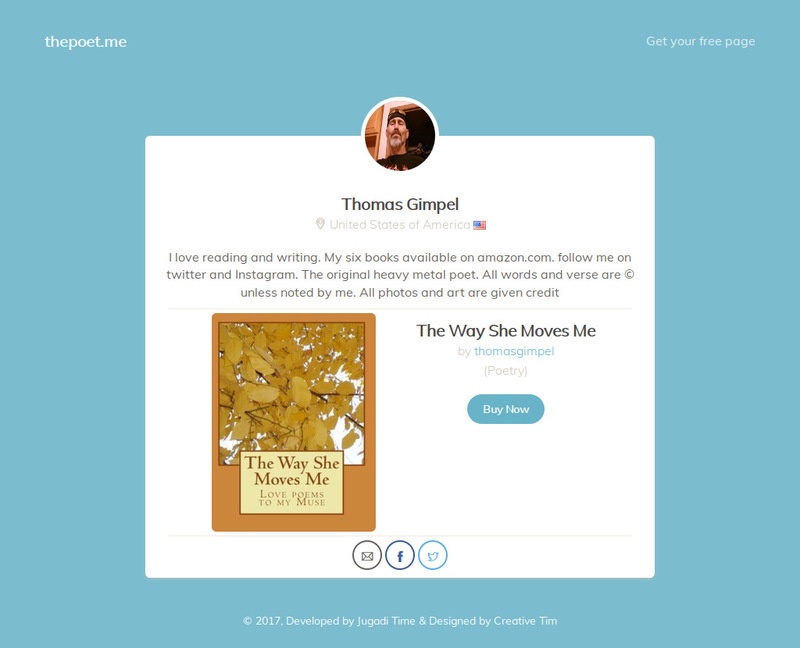 thepoet.me
Get your free page
Thomas Gimpel
United States of America 🇺🇸
I love reading and writing. My six books available on amazon.com. follow me on
twitter and Instagram. The original heavy metal poet. All words and verse are ©
unless noted by me. All photos and art are given credit
The Way She
Moves Me
Love poems
to my Muse
The Way She Moves Me
by thomasgimpel
(Poetry)
Buy Now
© 2017, Developed by Jugadi Time & Designed by Creative Tim